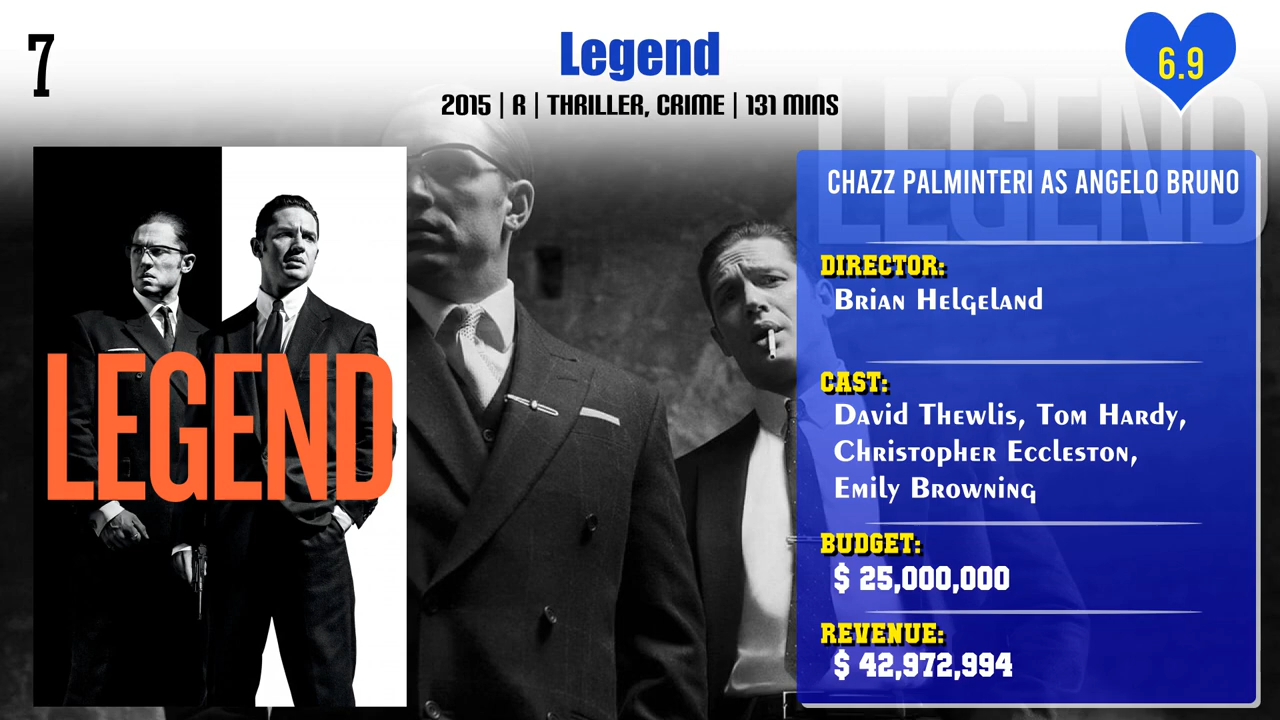 7
Legend
6.9
2015 | R | THRILLER, CRIME | 131 MINS
LEGEND
LEGEND
CHAZZ PALMINTERI AS ANGELO BRUNO
DIRECTOR:
Brian Helgeland
CAST:
David Thewlis, Tom Hardy,
Christopher Eccleston,
Emily Browning
BUDGET:
$ 25,000,000
REVENUE:
$ 42,972,994